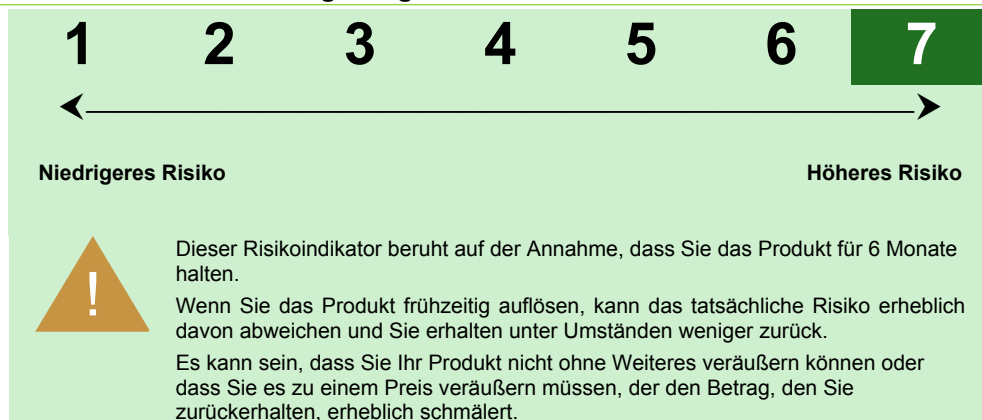 1 2 3 4 5 6 7
Niedrigeres Risiko Höheres Risiko
!
Dieser Risikoindikator beruht auf der Annahme, dass Sie das Produkt für 6 Monate
halten.
Wenn Sie das Produkt frühzeitig auflösen, kann das tatsächliche Risiko erheblich
davon abweichen und Sie erhalten unter Umständen weniger zurück.
Es kann sein, dass Sie Ihr Produkt nicht ohne Weiteres veräußern können oder
dass Sie es zu einem Preis veräußern müssen, der den Betrag, den Sie
zurückerhalten, erheblich schmälert.